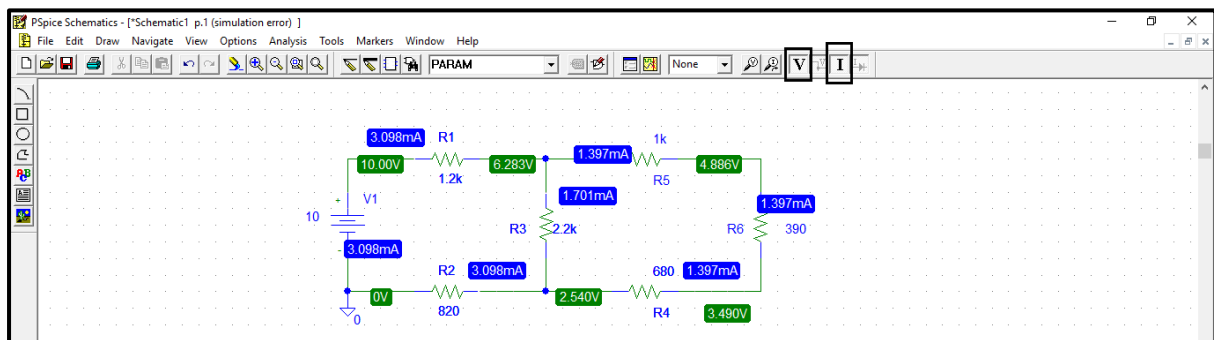 PSpice Schematics - [*Schematic1 p.1 (simulation error) ]
File Edit Draw Navigate View Options Analysis Tools Markers Window Help
PARAM None V I
3.098mA R1 1k
10.00V 6.283V 1.397mA 4.886V
1.2k R5
+ V1 1.701mA 1.397mA
10 R3 2.2k R6 390
- 3.098mA
R2 3.098mA 680 1.397mA
0V 2.540V
0 820 R4 3.490V